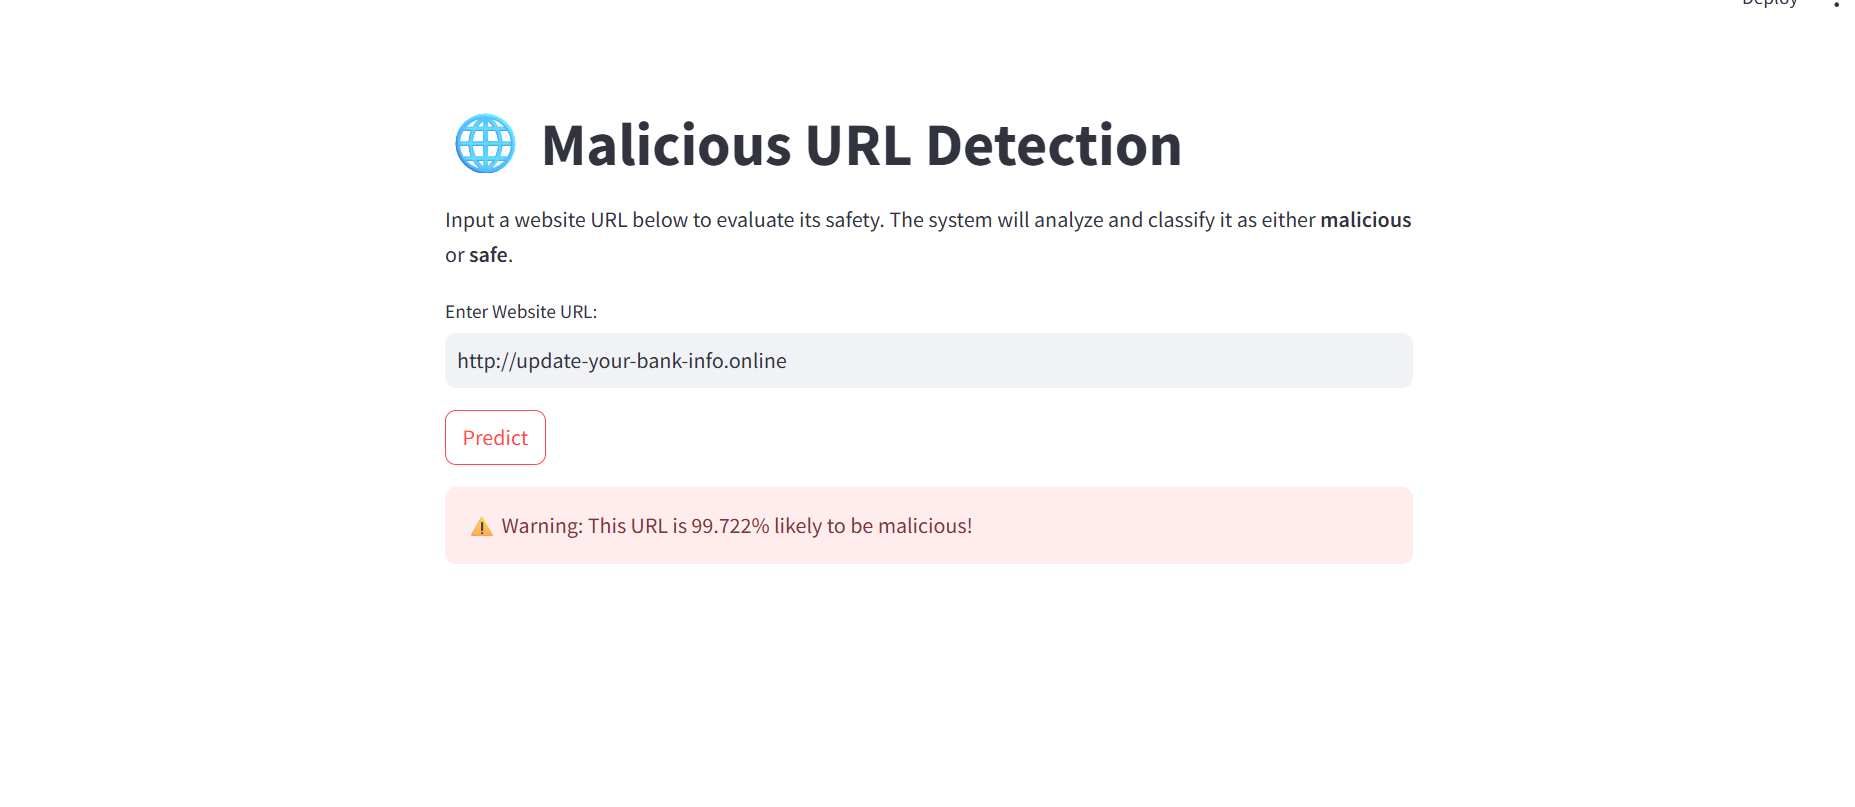 Deploy
Malicious URL Detection
Input a website URL below to evaluate its safety. The system will analyze and classify it as either malicious
or safe.
Enter Website URL:
http://update-your-bank-info.online
Predict
Warning: This URL is 99.722% likely to be malicious!